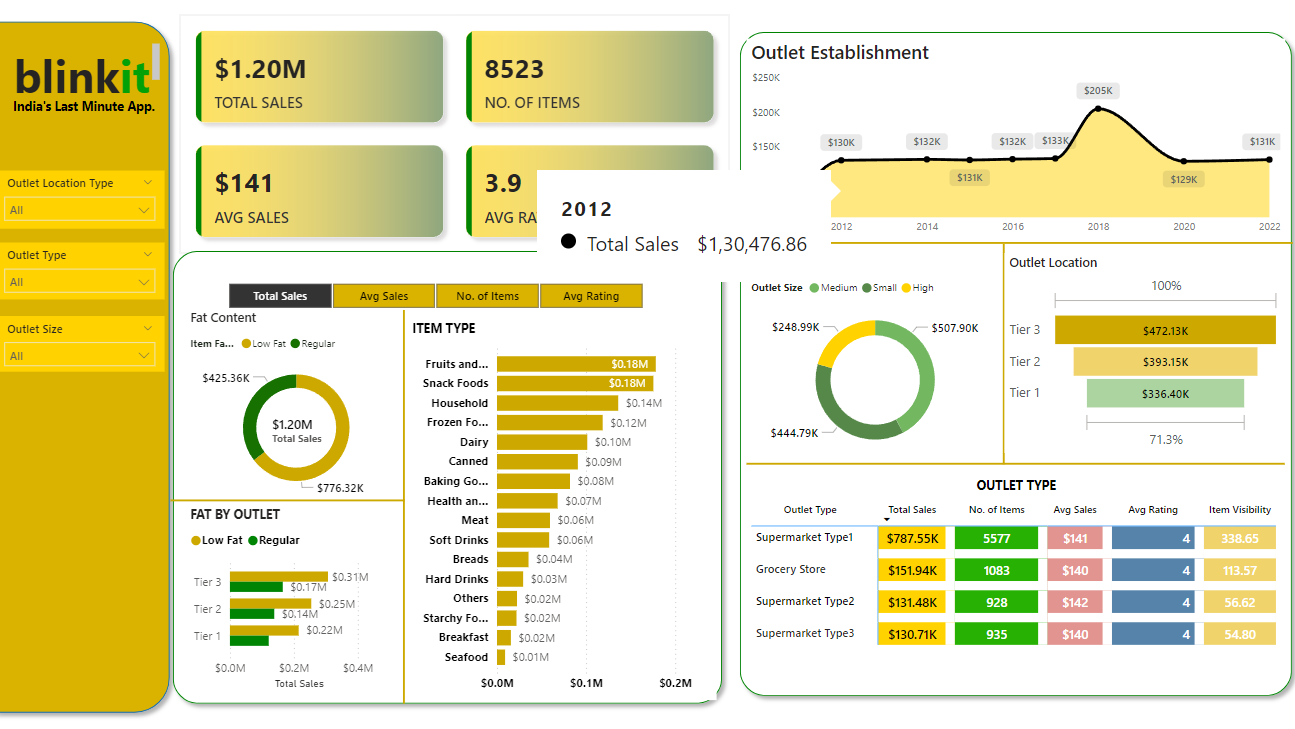 blinkit
India's Last Minute App.
Outlet Location Type
All
Outlet Type
All
Outlet Size
All
$1.20M
TOTAL SALES
8523
NO. OF ITEMS
$141
AVG SALES
3.9
AVG RA
2012
Total Sales $1,30,476.86
Total Sales Avg Sales No. of Items Avg Rating
Fat Content
Item Fa... Low Fat Regular
$425.36K
$1.20M
Total Sales
$776.32K
FAT BY OUTLET
Low Fat Regular
Tier 3 $0.31M
$0.17M
Tier 2 $0.25M
$0.14M
Tier 1 $0.22M
$0.0M $0.2M $0.4M
Total Sales
ITEM TYPE
Fruits and... $0.18M
Snack Foods $0.18M
Household $0.14M
Frozen Fo... $0.12M
Dairy $0.10M
Canned $0.09M
Baking Go... $0.08M
Health an... $0.07M
Meat $0.06M
Soft Drinks $0.06M
Breads $0.04M
Hard Drinks $0.03M
Others $0.02M
Starchy Fo... $0.02M
Breakfast $0.02M
Seafood $0.01M
$0.0M $0.1M $0.2M
Outlet Establishment
$250K
$200K
$150K
$130K $132K $131K $132K $133K $205K $129K $131K
2012 2014 2016 2018 2020 2022
Outlet Size Medium Small High
$248.99K $507.90K
$444.79K
Outlet Location
100%
Tier 3 $472.13K
Tier 2 $393.15K
Tier 1 $336.40K
71.3%
OUTLET TYPE
Outlet Type Total Sales No. of Items Avg Sales Avg Rating Item Visibility
Supermarket Type1 $787.55K 5577 $141 4 338.65
Grocery Store $151.94K 1083 $140 4 113.57
Supermarket Type2 $131.48K 928 $142 4 56.62
Supermarket Type3 $130.71K 935 $140 4 54.80